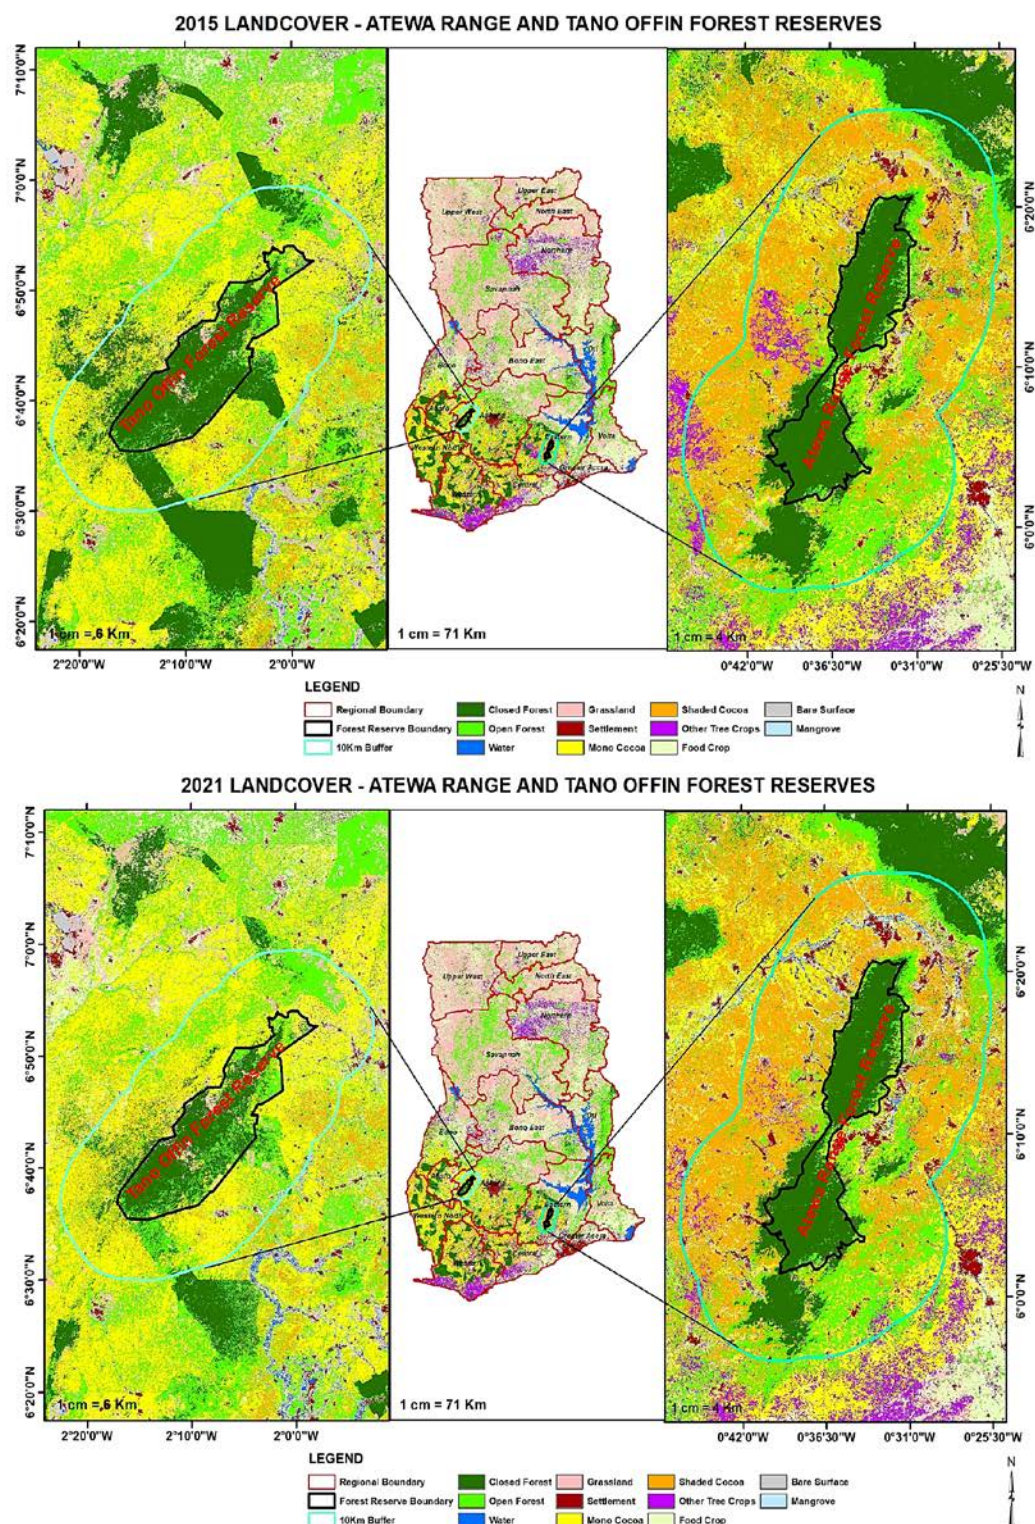 2015 LANDCOVER - ATEWA RANGE AND TANO OFFIN FOREST RESERVES
7°10'0"N
7°0'0"N
6°50'0"N
6°40'0"N
6°30'0"N
6°20'0"N
Tano Offin Forest Reserve
1 cm = 6 Km
2°20'0"W 2°10'0"W 2°0'0"W
Upper East
Upper West
North East
Northern
Savannah
Bono East
Volta
Eastern
Greater Accra
1 cm = 71 Km
Atewa Range Forest Reserve
6°20'0"N
6°10'0"N
6°0'0"N
1 cm = 4 Km
0°42'0"W 0°36'30"W 0°31'0"W 0°25'30"W
N
LEGEND
Regional Boundary Closed Forest Grassland Shaded Cocoa Bare Surface
Forest Reserve Boundary Open Forest Settlement Other Tree Crops Mangrove
10Km Buffer Water Mono Cocoa Food Crop
2021 LANDCOVER - ATEWA RANGE AND TANO OFFIN FOREST RESERVES
7°10'0"N
7°0'0"N
6°50'0"N
6°40'0"N
6°30'0"N
6°20'0"N
Tano Offin Forest Reserve
1 cm = 6 Km
2°20'0"W 2°10'0"W 2°0'0"W
Upper East
Upper West
North East
Northern
Savannah
Bono East
Volta
Eastern
Greater Accra
1 cm = 71 Km
Atewa Range Forest Reserve
6°20'0"N
6°10'0"N
6°0'0"N
1 cm = 4 Km
0°42'0"W 0°36'30"W 0°31'0"W 0°25'30"W
N
LEGEND
Regional Boundary Closed Forest Grassland Shaded Cocoa Bare Surface
Forest Reserve Boundary Open Forest Settlement Other Tree Crops Mangrove
10Km Buffer Water Mono Cocoa Food Crop